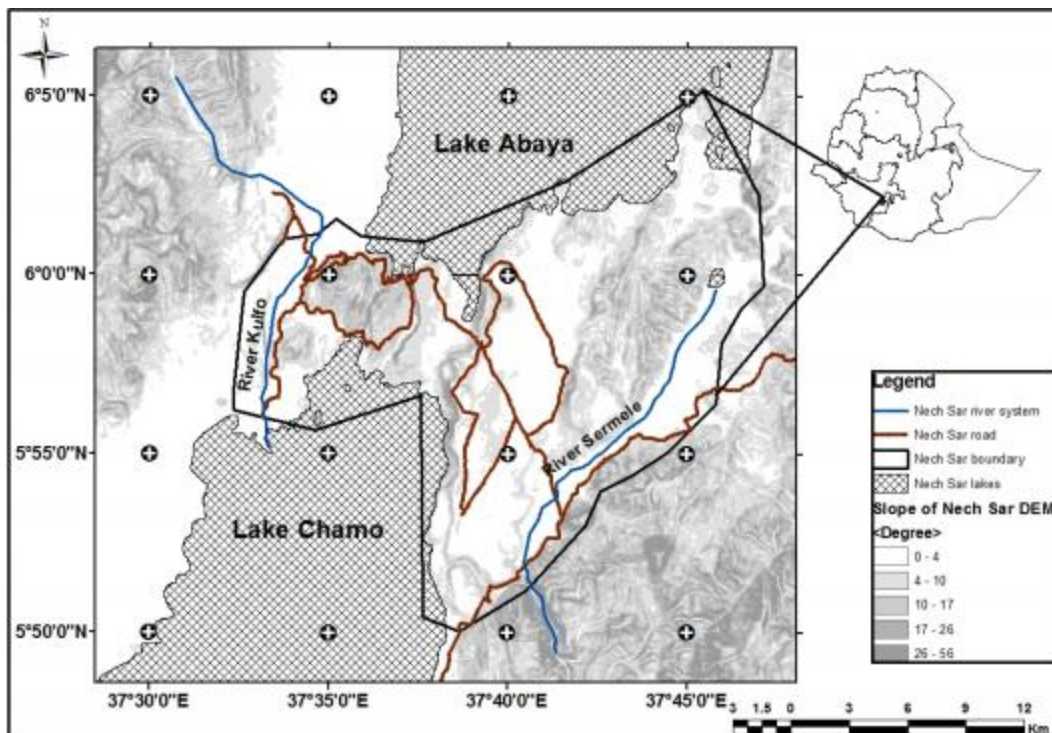 N
6°5'0"N
6°0'0"N
5°55'0"N
5°50'0"N
37°30'0"E
37°35'0"E
37°40'0"E
37°45'0"E
Lake Abaya
River Kulfo
River Sermele
Lake Chamo
Legend
Nech Sar river system
Nech Sar road
Nech Sar boundary
Nech Sar lakes
Slope of Nech Sar DEM
<Degree>
0 - 4
4 - 10
10 - 17
17 - 26
26 - 56
3 1.5 0 3 6 9 12
Km